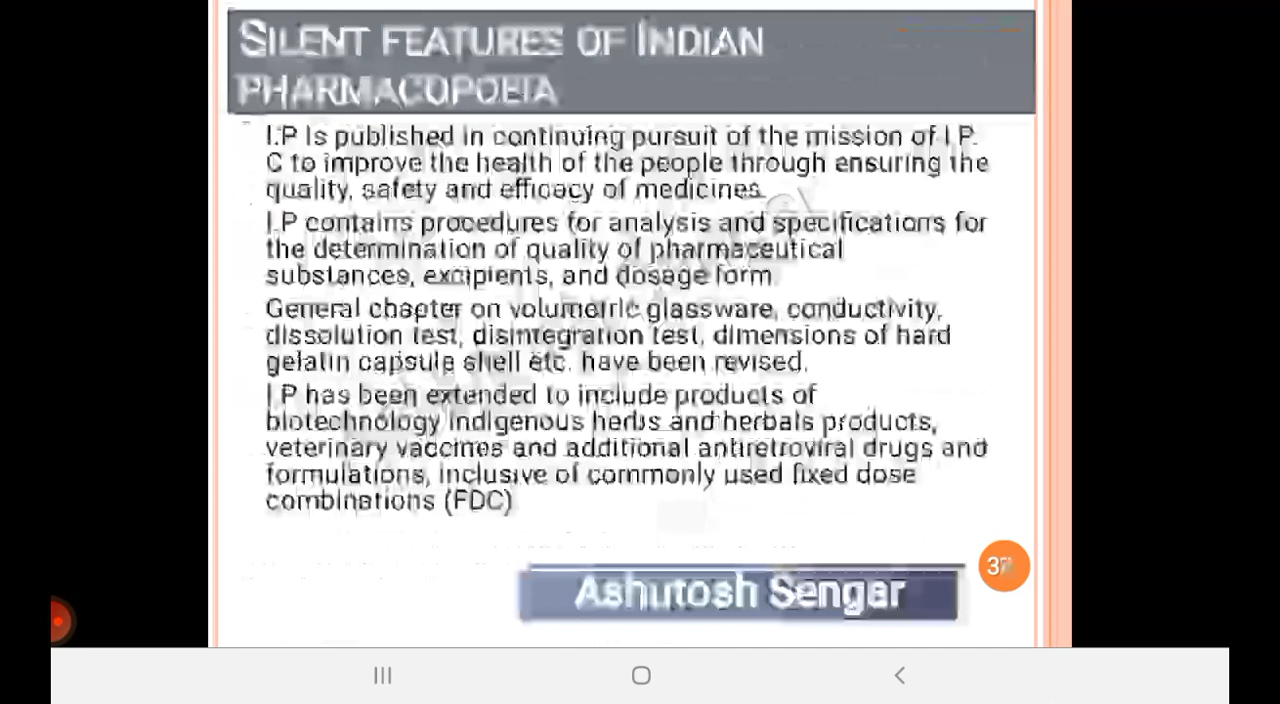 SILENT FEATURES OF INDIAN
PHARMACOPOEIA
I.P Is published in continuing pursuit of the mission of I.P.
C to improve the health of the people through ensuring the
quality, safety and efficacy of medicines.
I.P contains procedures for analysis and specifications for
the determination of quality of pharmaceutical
substances, excipients, and dosage form
General chapter on volumetric glassware, conductivity,
dissolution test, disintegration test, dimensions of hard
gelatin capsule shell etc. have been revised.
I.P has been extended to include products of
biotechnology indigenous herbs and herbals products,
veterinary vaccines and additional antiretroviral drugs and
formulations, inclusive of commonly used fixed dose
combinations (FDC)
Ashutosh Sengar